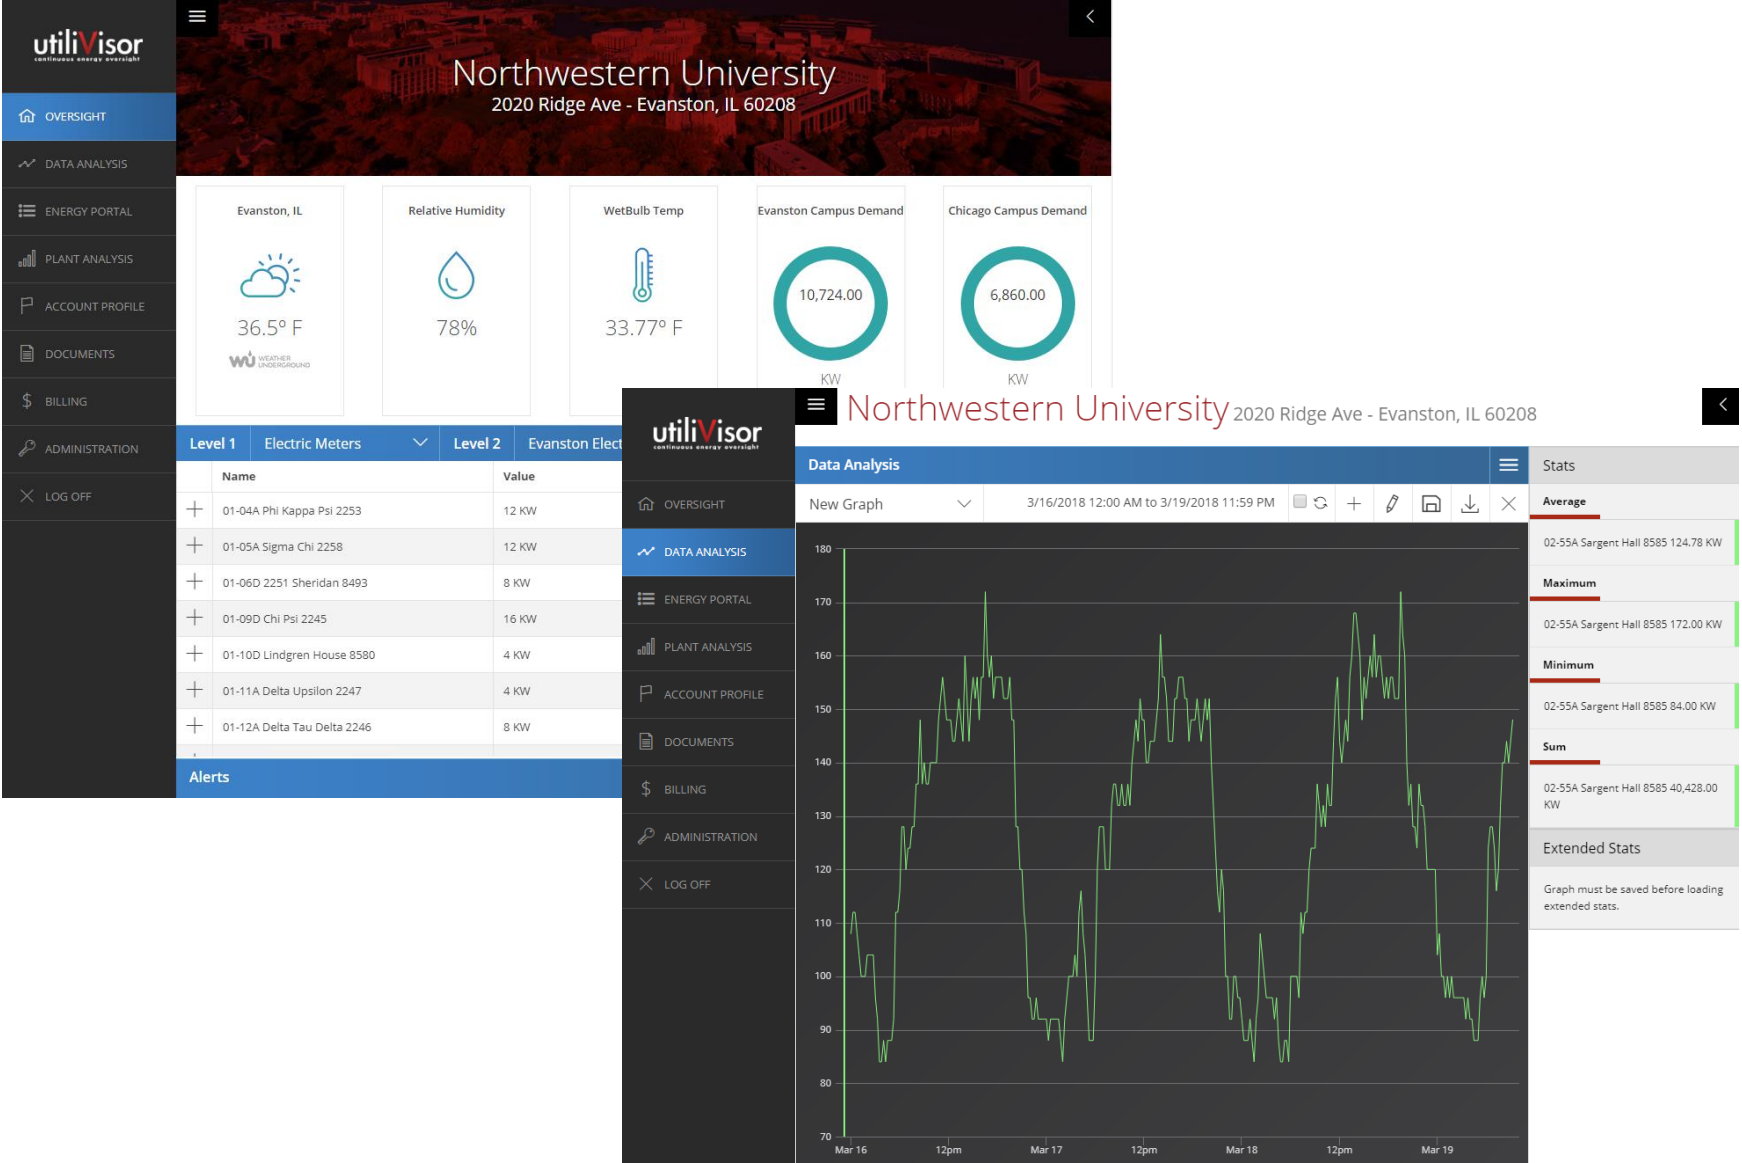 utiliVisor
continuous energy oversight
OVERSIGHT
DATA ANALYSIS
ENERGY PORTAL
PLANT ANALYSIS
ACCOUNT PROFILE
DOCUMENTS
BILLING
ADMINISTRATION
LOG OFF
Northwestern University
2020 Ridge Ave - Evanston, IL 60208
Evanston, IL
36.5º F
WU WEATHER
UNDERGROUND
Relative Humidity
78%
WetBulb Temp
33.77º F
Evanston Campus Demand
10,724.00
KW
Chicago Campus Demand
6,860.00
KW
Level 1 Electric Meters Level 2 Evanston Elect
Name Value
01-04A Phi Kappa Psi 2253 12 KW
01-05A Sigma Chi 2258 12 KW
01-06D 2251 Sheridan 8493 8 KW
01-09D Chi Psi 2245 16 KW
01-10D Lindgren House 8580 4 KW
01-11A Delta Upsilon 2247 4 KW
01-12A Delta Tau Delta 2246 8 KW
Alerts
utiliVisor
continuous energy oversight
OVERSIGHT
DATA ANALYSIS
ENERGY PORTAL
PLANT ANALYSIS
ACCOUNT PROFILE
DOCUMENTS
BILLING
ADMINISTRATION
LOG OFF
Northwestern University 2020 Ridge Ave - Evanston, IL 60208
Data Analysis
New Graph 3/16/2018 12:00 AM to 3/19/2018 11:59 PM
180
170
160
150
140
130
120
110
100
90
80
70
Mar 16 12pm Mar 17 12pm Mar 18 12pm Mar 19
Stats
Average
02-55A Sargent Hall 8585 124.78 KW
Maximum
02-55A Sargent Hall 8585 172.00 KW
Minimum
02-55A Sargent Hall 8585 84.00 KW
Sum
02-55A Sargent Hall 8585 40,428.00
KW
Extended Stats
Graph must be saved before loading
extended stats.